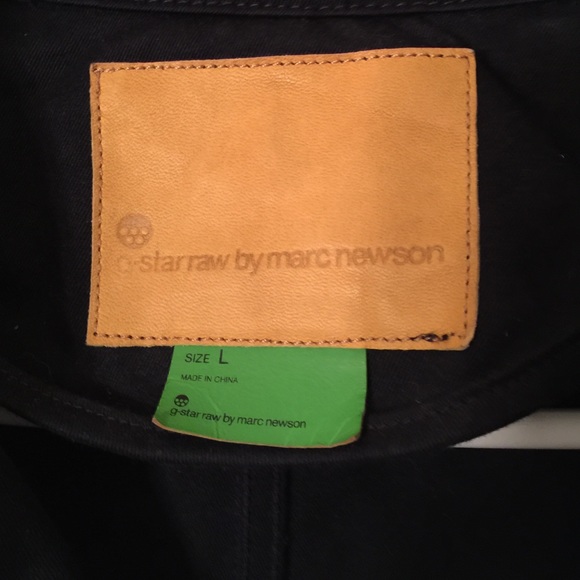 g-star raw by marc newson
SIZE L
MADE IN CHINA
g-star raw by marc newson